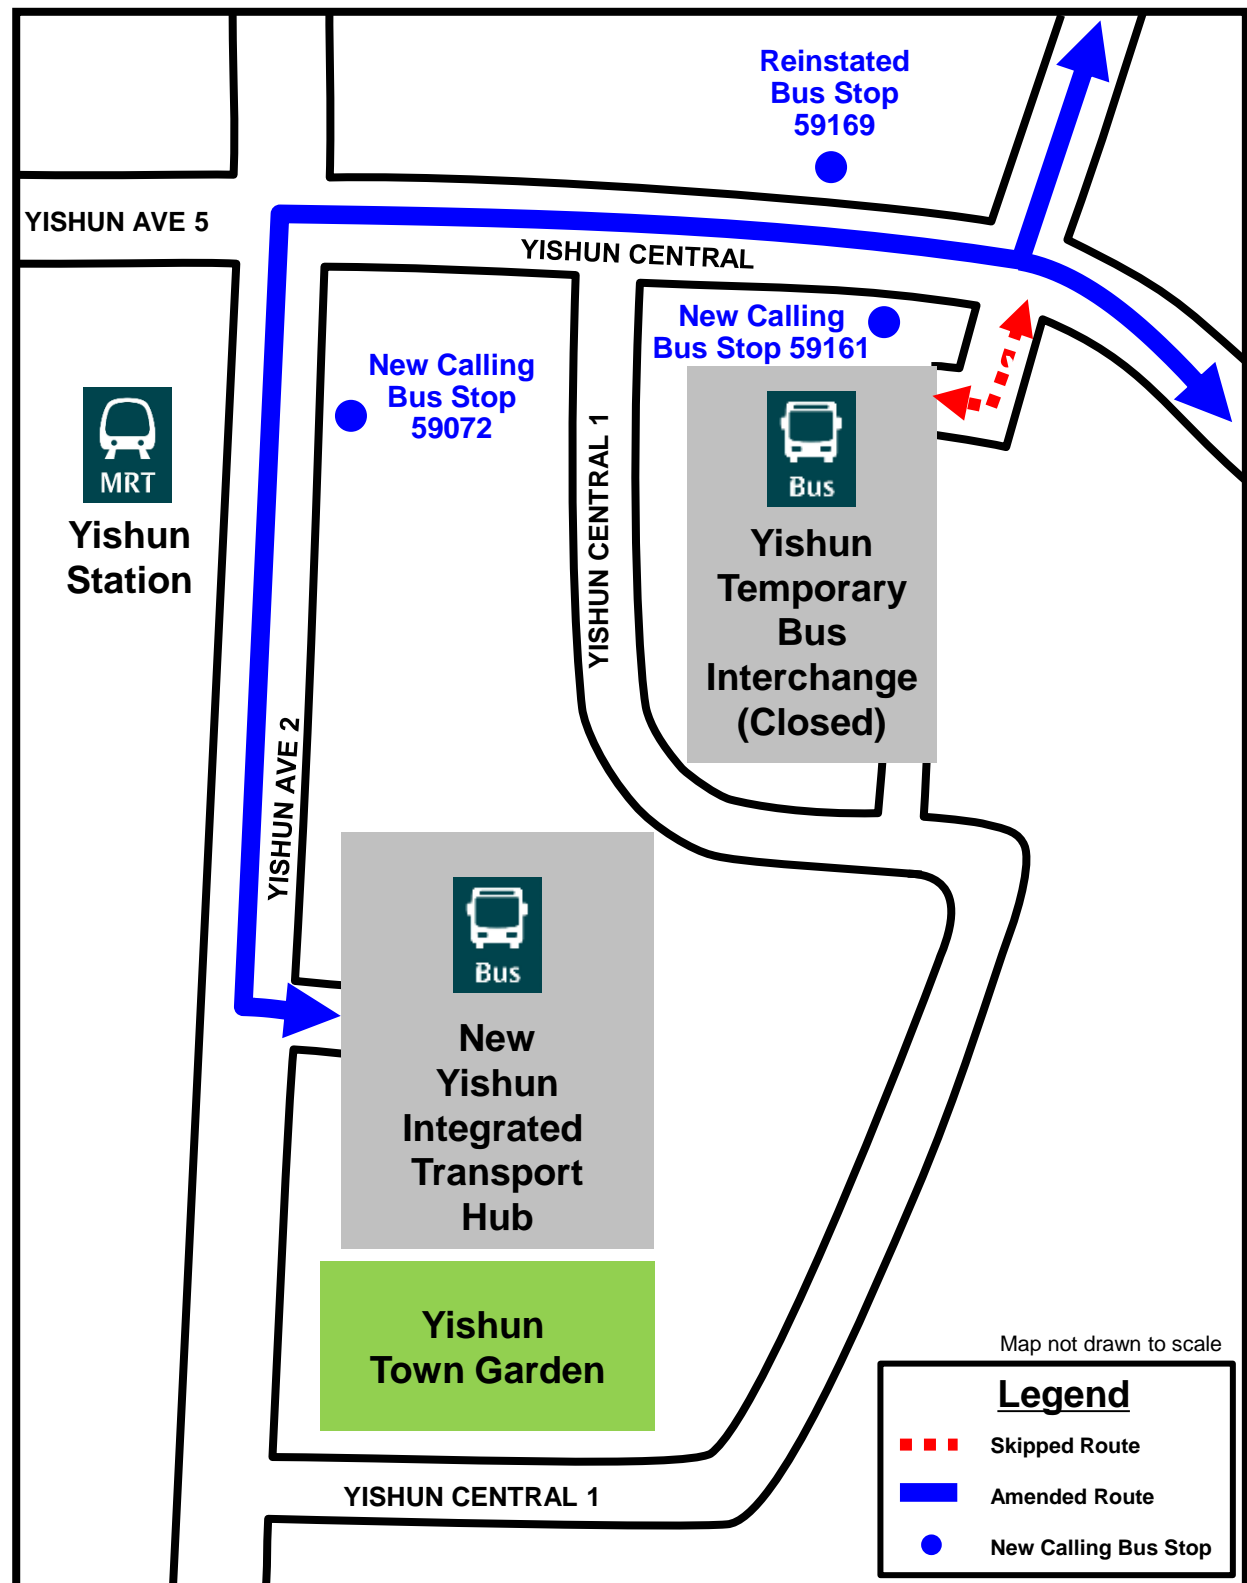 Reinstated
Bus Stop
59169
YISHUN AVE 5
YISHUN CENTRAL
New Calling
Bus Stop 59161
New Calling
Bus Stop
59072
MRT
Yishun
Station
YISHUN CENTRAL 1
Bus
Yishun
Temporary
Bus
Interchange
(Closed)
YISHUN AVE 2
Bus
New
Yishun
Integrated
Transport
Hub
Yishun
Town Garden
YISHUN CENTRAL 1
Map not drawn to scale
Legend
Skipped Route
Amended Route
New Calling Bus Stop